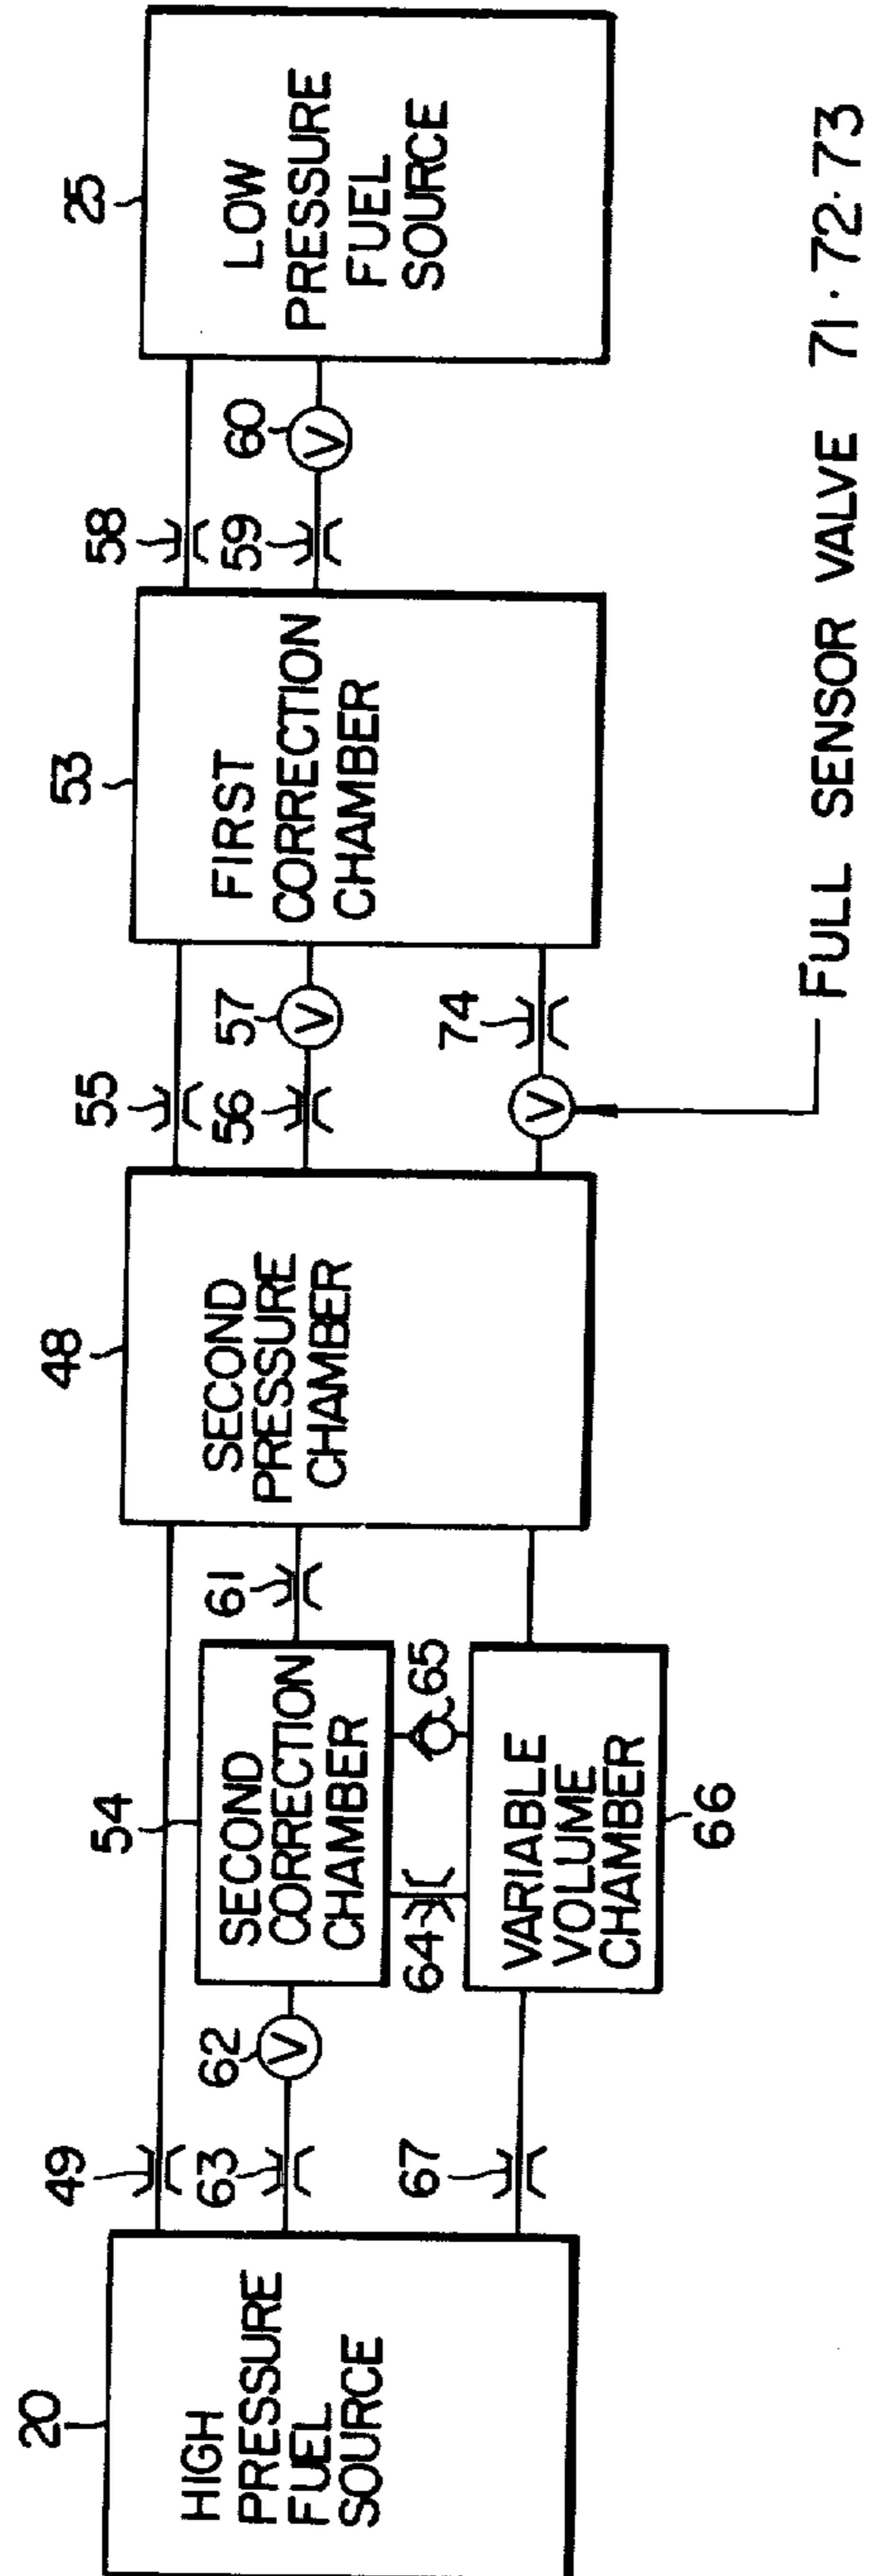 20
HIGH
PRESSURE
FUEL
SOURCE
49
63
62
67
54
SECOND
CORRECTION
CHAMBER
61
64
65
VARIABLE
VOLUME
CHAMBER
66
48
SECOND
PRESSURE
CHAMBER
55
56
57
V
V
V
V
74
53
FIRST
CORRECTION
CHAMBER
58
59
60
25
LOW
PRESSURE
FUEL
SOURCE
FULL SENSOR VALVE 71·72·73